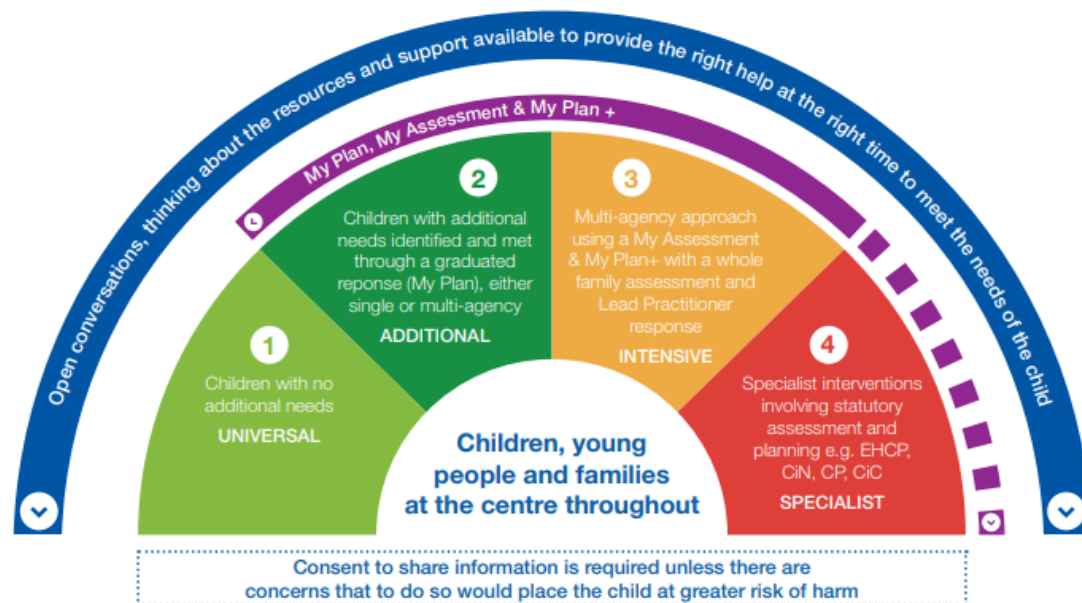 Open conversations, thinking about the resources and support available to provide the right help at the right time to meet the needs of the child
My Plan, My Assessment & My Plan +
1
Children with no
additional needs
UNIVERSAL
2
Children with additional
needs identified and met
through a graduated
reponse (My Plan), either
single or multi-agency
ADDITIONAL
3
Multi-agency approach
using a My Assessment
& My Plan+ with a whole
family assessment and
Lead Practitioner
response
INTENSIVE
4
Specialist interventions
involving statutory
assessment and
planning e.g. EHCP,
CiN, CP, CiC
SPECIALIST
Children, young
people and families
at the centre throughout
Consent to share information is required unless there are
concerns that to do so would place the child at greater risk of harm